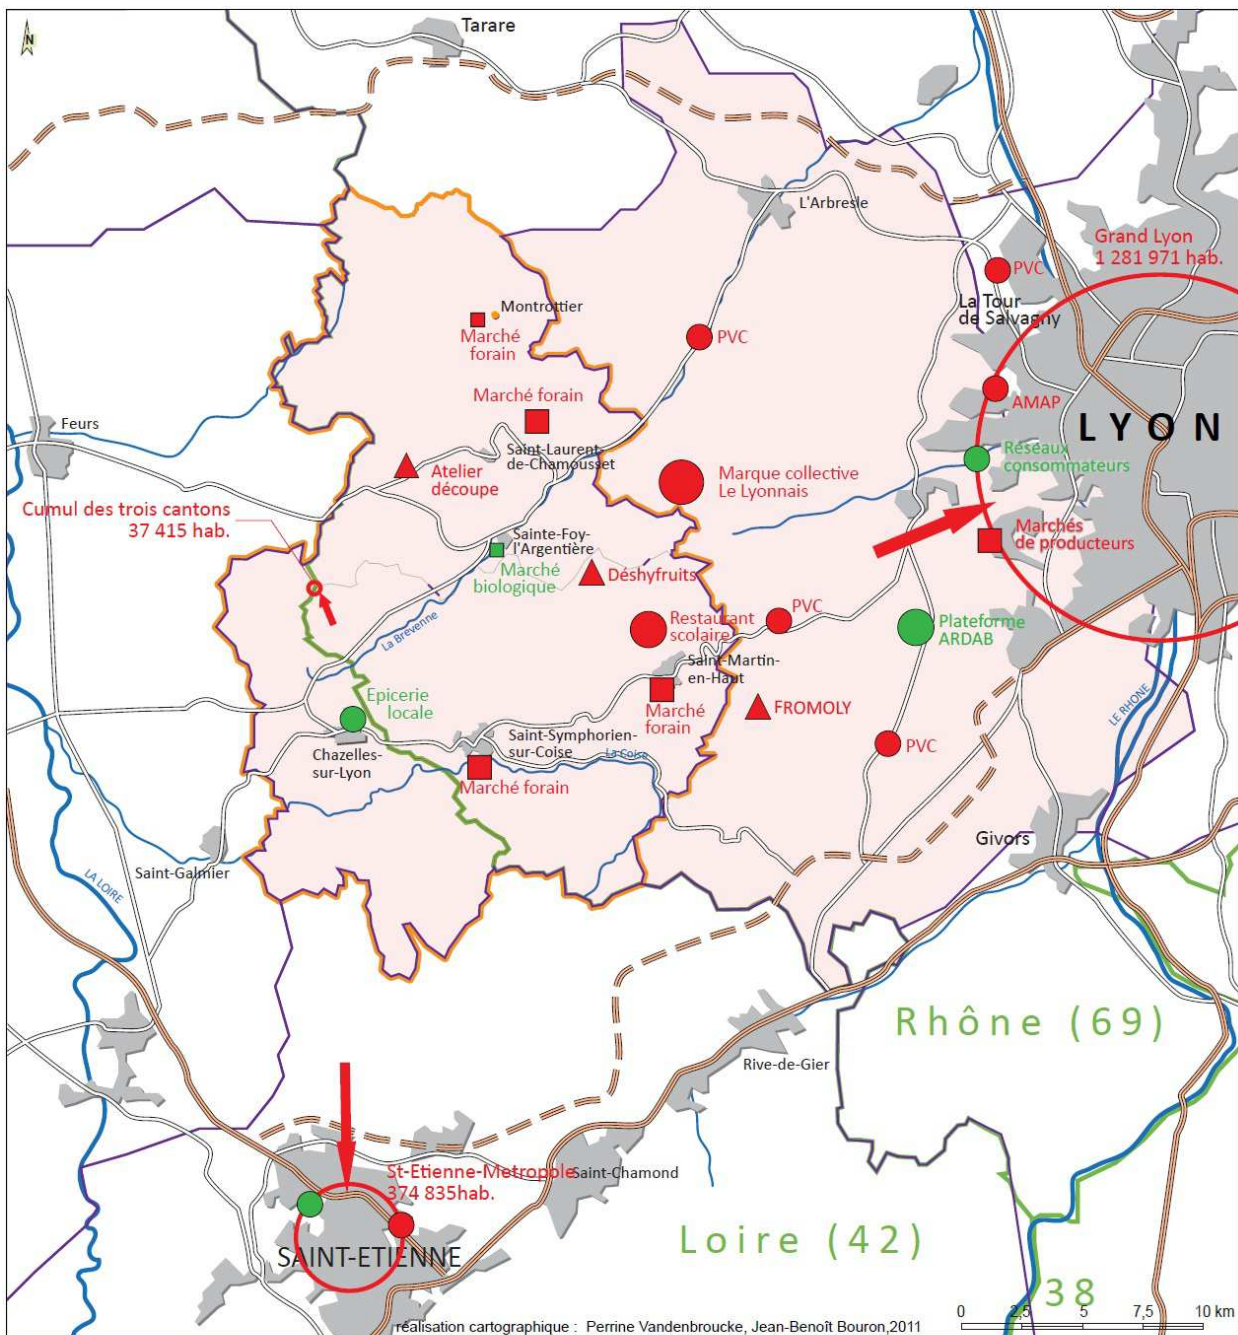 N
Tarare
L'Arbresle
Grand Lyon
1 281 971 hab.
PVC
La Tour
de Salvagny
Montrottier
Marché
forain
PVC
AMAP
Marché forain
LYON
Feurs
Saint-Laurent-
de-Chamousset
Réseaux
consommateurs
Atelier
découpe
Marque collective
Le Lyonnais
Cumul des trois cantons
37 415 hab.
Sainte-Foy-
l'Argentière
Marchés
de producteurs
Marché
biologique
Déshyfruits
PVC
La Brevenne
Restaurant
scolaire
Plateforme
ARDAB
Saint-Martin-
en-Haut
Epicerie
locale
Marché
forain
FROMOLY
LE RHONE
Chazelles-
sur-Lyon
Saint-Symphorien-
sur-Coise
La Coise
PVC
Marché forain
Givors
Saint-Galmier
LA LOIRE
Rhône (69)
Rive-de-Gier
St-Etienne-Metropole
374 835hab.
Saint-Chamond
SAINT-ETIENNE
Loire (42)
38
0 2,5 5 7,5 10 km
réalisation cartographique : Perrine Vandenbroucke, Jean-Benoît Bouron,2011